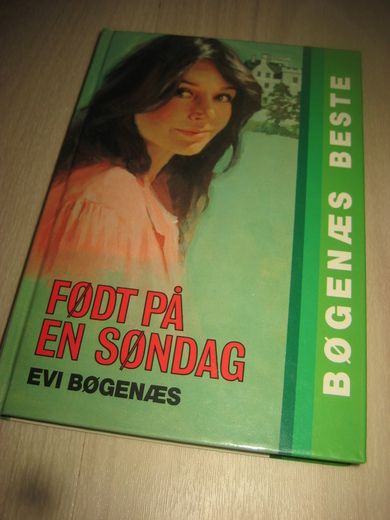 FØDT PÅ
EN SØNDAG
EVI BØGENÆS
BØGENÆS BESTE